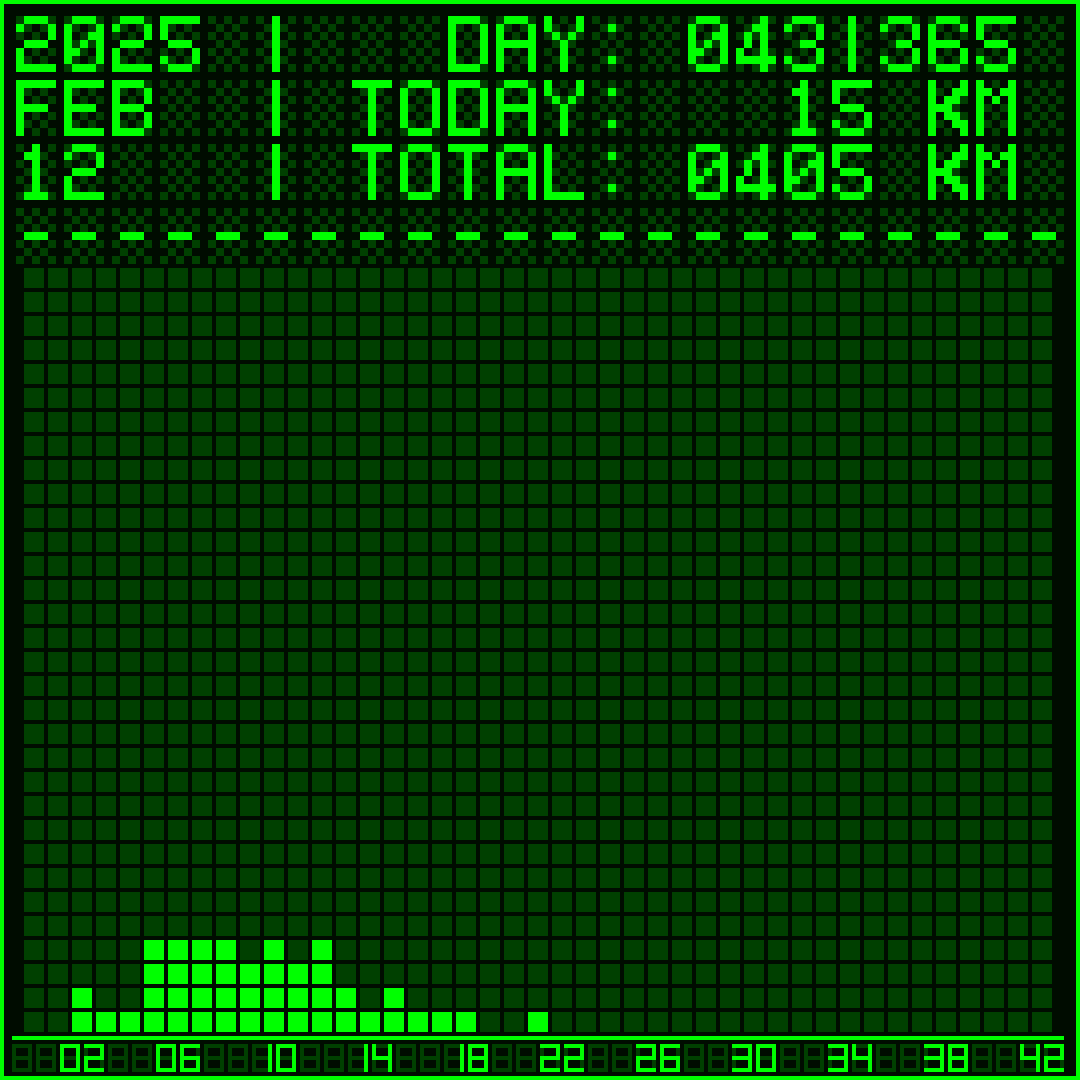 2025 | DAY: 043|365
FEB | TODAY: 15 KM
12 | TOTAL: 0405 KM
- - - - - - - - - - - - - - - - - - - - - -
02 06 10 14 18 22 26 30 34 38 42